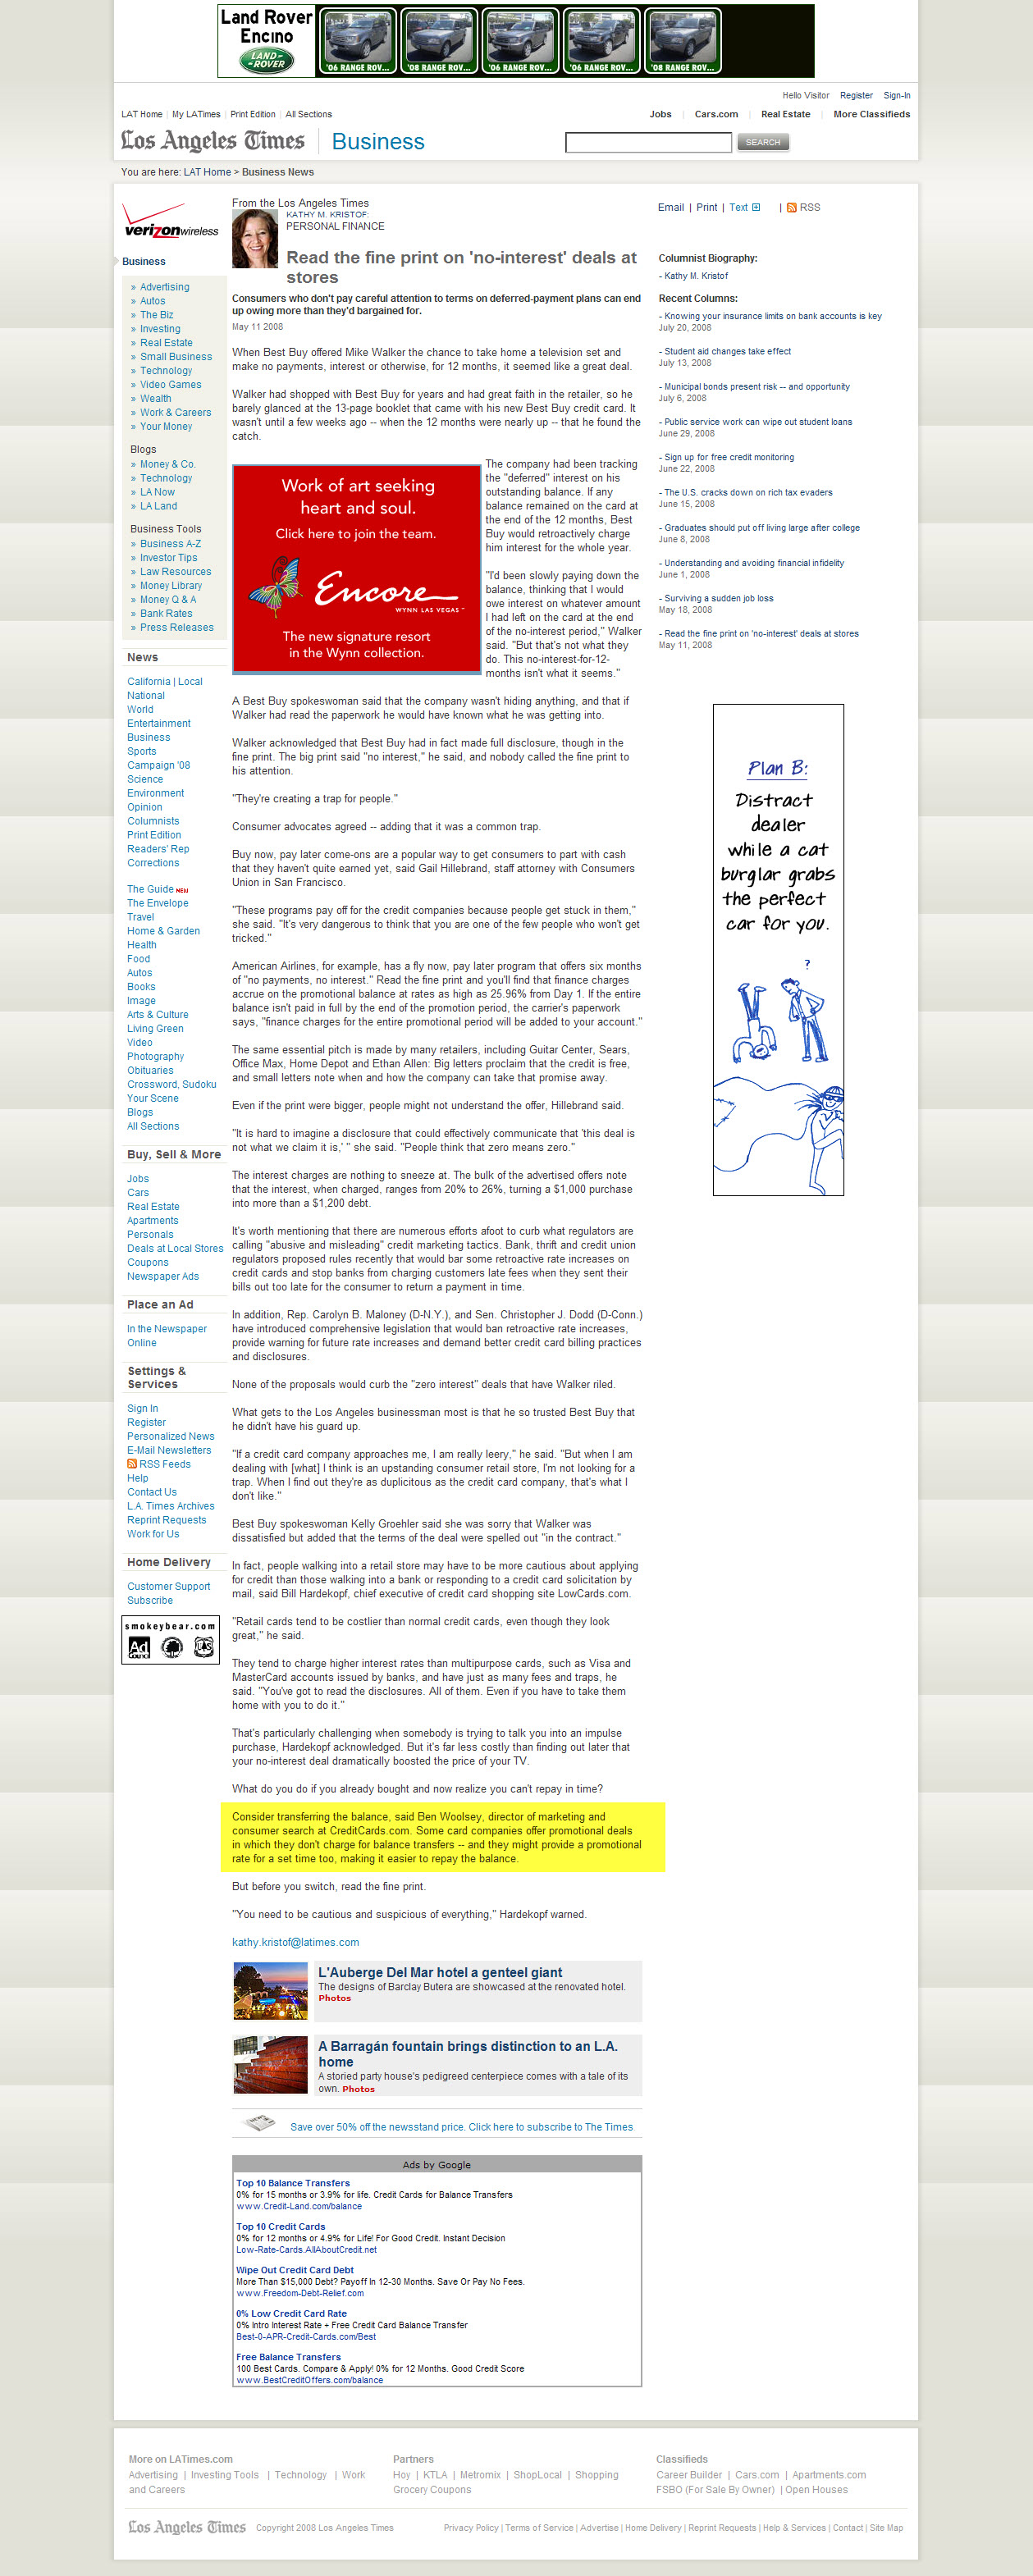 Land Rover
Encino
LAND-
ROVER
'06 RANGE ROV... '08 RANGE ROV... '06 RANGE ROV... '06 RANGE ROV... '08 RANGE ROV...
Hello Visitor Register Sign-In
LAT Home | My LATimes | Print Edition | All Sections
Jobs | Cars.com | Real Estate | More Classifieds
Los Angeles Times | Business
SEARCH
You are here: LAT Home > Business News
verizon wireless
Business
» Advertising
» Autos
» The Biz
» Investing
» Real Estate
» Small Business
» Technology
» Video Games
» Wealth
» Work & Careers
» Your Money
Blogs
» Money & Co.
» Technology
» LA Now
» LA Land
Business Tools
» Business A-Z
» Investor Tips
» Law Resources
» Money Library
» Money Q & A
» Bank Rates
» Press Releases
News
California | Local
National
World
Entertainment
Business
Sports
Campaign '08
Science
Environment
Opinion
Columnists
Print Edition
Readers' Rep
Corrections
The Guide NEW
The Envelope
Travel
Home & Garden
Health
Food
Autos
Books
Image
Arts & Culture
Living Green
Video
Photography
Obituaries
Crossword, Sudoku
Your Scene
Blogs
All Sections
Buy, Sell & More
Jobs
Cars
Real Estate
Apartments
Personals
Deals at Local Stores
Coupons
Newspaper Ads
Place an Ad
In the Newspaper
Online
Settings &
Services
Sign In
Register
Personalized News
E-Mail Newsletters
RSS Feeds
Help
Contact Us
L.A. Times Archives
Reprint Requests
Work for Us
Home Delivery
Customer Support
Subscribe
smokeybear.com
Ad
Council
From the Los Angeles Times
KATHY M. KRISTOF:
PERSONAL FINANCE
Read the fine print on 'no-interest' deals at
stores
Consumers who don't pay careful attention to terms on deferred-payment plans can end
up owing more than they'd bargained for.
May 11 2008
When Best Buy offered Mike Walker the chance to take home a television set and
make no payments, interest or otherwise, for 12 months, it seemed like a great deal.
Walker had shopped with Best Buy for years and had great faith in the retailer, so he
barely glanced at the 13-page booklet that came with his new Best Buy credit card. It
wasn't until a few weeks ago -- when the 12 months were nearly up -- that he found the
catch.
Work of art seeking
heart and soul.
Click here to join the team.
Encore
WYNN LAS VEGAS
The new signature resort
in the Wynn collection.
The company had been tracking
the "deferred" interest on his
outstanding balance. If any
balance remained on the card at
the end of the 12 months, Best
Buy would retroactively charge
him interest for the whole year.
"I'd been slowly paying down the
balance, thinking that I would
owe interest on whatever amount
I had left on the card at the end
of the no-interest period," Walker
said. "But that's not what they
do. This no-interest-for-12-
months isn't what it seems."
A Best Buy spokeswoman said that the company wasn't hiding anything, and that if
Walker had read the paperwork he would have known what he was getting into.
Walker acknowledged that Best Buy had in fact made full disclosure, though in the
fine print. The big print said "no interest," he said, and nobody called the fine print to
his attention.
"They're creating a trap for people."
Consumer advocates agreed -- adding that it was a common trap.
Buy now, pay later come-ons are a popular way to get consumers to part with cash
that they haven't quite earned yet, said Gail Hillebrand, staff attorney with Consumers
Union in San Francisco.
"These programs pay off for the credit companies because people get stuck in them,"
she said. "It's very dangerous to think that you are one of the few people who won't get
tricked."
American Airlines, for example, has a fly now, pay later program that offers six months
of "no payments, no interest." Read the fine print and you'll find that finance charges
accrue on the promotional balance at rates as high as 25.96% from Day 1. If the entire
balance isn't paid in full by the end of the promotion period, the carrier's paperwork
says, "finance charges for the entire promotional period will be added to your account."
The same essential pitch is made by many retailers, including Guitar Center, Sears,
Office Max, Home Depot and Ethan Allen: Big letters proclaim that the credit is free,
and small letters note when and how the company can take that promise away.
Even if the print were bigger, people might not understand the offer, Hillebrand said.
"It is hard to imagine a disclosure that could effectively communicate that 'this deal is
not what we claim it is,' " she said. "People think that zero means zero."
The interest charges are nothing to sneeze at. The bulk of the advertised offers note
that the interest, when charged, ranges from 20% to 26%, turning a $1,000 purchase
into more than a $1,200 debt.
It's worth mentioning that there are numerous efforts afoot to curb what regulators are
calling "abusive and misleading" credit marketing tactics. Bank, thrift and credit union
regulators proposed rules recently that would bar some retroactive rate increases on
credit cards and stop banks from charging customers late fees when they sent their
bills out too late for the consumer to return a payment in time.
In addition, Rep. Carolyn B. Maloney (D-N.Y.), and Sen. Christopher J. Dodd (D-Conn.)
have introduced comprehensive legislation that would ban retroactive rate increases,
provide warning for future rate increases and demand better credit card billing practices
and disclosures.
None of the proposals would curb the "zero interest" deals that have Walker riled.
What gets to the Los Angeles businessman most is that he so trusted Best Buy that
he didn't have his guard up.
"If a credit card company approaches me, I am really leery," he said. "But when I am
dealing with [what] I think is an upstanding consumer retail store, I'm not looking for a
trap. When I find out they're as duplicitous as the credit card company, that's what I
don't like."
Best Buy spokeswoman Kelly Groehler said she was sorry that Walker was
dissatisfied but added that the terms of the deal were spelled out "in the contract."
In fact, people walking into a retail store may have to be more cautious about applying
for credit than those walking into a bank or responding to a credit card solicitation by
mail, said Bill Hardekopf, chief executive of credit card shopping site LowCards.com.
"Retail cards tend to be costlier than normal credit cards, even though they look
great," he said.
They tend to charge higher interest rates than multipurpose cards, such as Visa and
MasterCard accounts issued by banks, and have just as many fees and traps, he
said. "You've got to read the disclosures. All of them. Even if you have to take them
home with you to do it."
That's particularly challenging when somebody is trying to talk you into an impulse
purchase, Hardekopf acknowledged. But it's far less costly than finding out later that
your no-interest deal dramatically boosted the price of your TV.
What do you do if you already bought and now realize you can't repay in time?
Consider transferring the balance, said Ben Woolsey, director of marketing and
consumer search at CreditCards.com. Some card companies offer promotional deals
in which they don't charge for balance transfers -- and they might provide a promotional
rate for a set time too, making it easier to repay the balance.
But before you switch, read the fine print.
"You need to be cautious and suspicious of everything," Hardekopf warned.
kathy.kristof@latimes.com
L'Auberge Del Mar hotel a genteel giant
The designs of Barclay Butera are showcased at the renovated hotel.
Photos
A Barragán fountain brings distinction to an L.A.
home
A storied party house's pedigreed centerpiece comes with a tale of its
own. Photos
Save over 50% off the newsstand price. Click here to subscribe to The Times
Ads by Google
Top 10 Balance Transfers
0% for 15 months or 3.9% for life. Credit Cards for Balance Transfers
www.Credit-Land.com/balance
Top 10 Credit Cards
0% for 12 months or 4.9% for Life! For Good Credit. Instant Decision
Low-Rate-Cards.AllAboutCredit.net
Wipe Out Credit Card Debt
More Than $15,000 Debt? Payoff In 12-30 Months. Save Or Pay No Fees.
www.Freedom-Debt-Relief.com
0% Low Credit Card Rate
0% Intro Interest Rate + Free Credit Card Balance Transfer
Best-0-APR-Credit-Cards.com/Best
Free Balance Transfers
100 Best Cards. Compare & Apply! 0% for 12 Months. Good Credit Score
www.BestCreditOffers.com/balance
Email | Print | Text | RSS
Columnist Biography:
- Kathy M. Kristof
Recent Columns:
- Knowing your insurance limits on bank accounts is key
July 20, 2008
- Student aid changes take effect
July 13, 2008
- Municipal bonds present risk -- and opportunity
July 6, 2008
- Public service work can wipe out student loans
June 29, 2008
- Sign up for free credit monitoring
June 22, 2008
- The U.S. cracks down on rich tax evaders
June 15, 2008
- Graduates should put off living large after college
June 8, 2008
- Understanding and avoiding financial infidelity
June 1, 2008
- Surviving a sudden job loss
May 18, 2008
- Read the fine print on 'no-interest' deals at stores
May 11, 2008
Plan B:
Distract
dealer
while a cat
burglar grabs
the perfect
car for you.
?
More on LATimes.com
Advertising | Investing Tools | Technology | Work
and Careers
Partners
Hoy | KTLA | Metromix | ShopLocal | Shopping
Grocery Coupons
Classifieds
Career Builder | Cars.com | Apartments.com
FSBO (For Sale By Owner) | Open Houses
Los Angeles Times Copyright 2008 Los Angeles Times
Privacy Policy | Terms of Service | Advertise | Home Delivery | Reprint Requests | Help & Services | Contact | Site Map